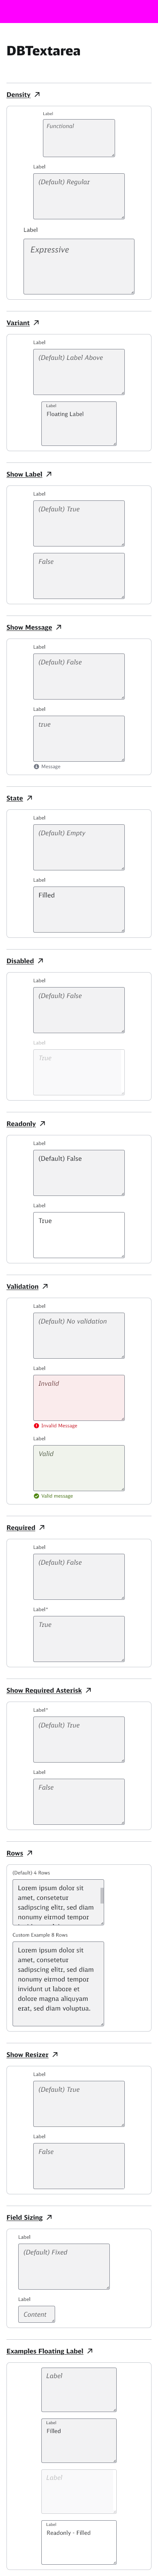 DBTextarea
Density
Label
Functional
Label
(Default) Regular
Label
Expressive
Variant
Label
(Default) Label Above
Label
Floating Label
Show Label
Label
(Default) True
False
Show Message
Label
(Default) False
Label
true
Message
State
Label
(Default) Empty
Label
Filled
Disabled
Label
(Default) False
Label
True
Readonly
Label
(Default) False
Label
True
Validation
Label
(Default) No validation
Label
Invalid
Invalid Message
Label
Valid
Valid message
Required
Label
(Default) False
Label*
True
Show Required Asterisk
Label*
(Default) True
Label
False
Rows
(Default) 4 Rows
Lorem ipsum dolor sit
amet, consetetur
sadipscing elitr, sed diam
nonumy eirmod tempor
Custom Example 8 Rows
Lorem ipsum dolor sit
amet, consetetur
sadipscing elitr, sed diam
nonumy eirmod tempor
invidunt ut labore et
dolore magna aliquyam
erat, sed diam voluptua.
Show Resizer
Label
(Default) True
Label
False
Field Sizing
Label
(Default) Fixed
Label
Content
Examples Floating Label
Label
Label
Filled
Label
Label
Readonly - Filled